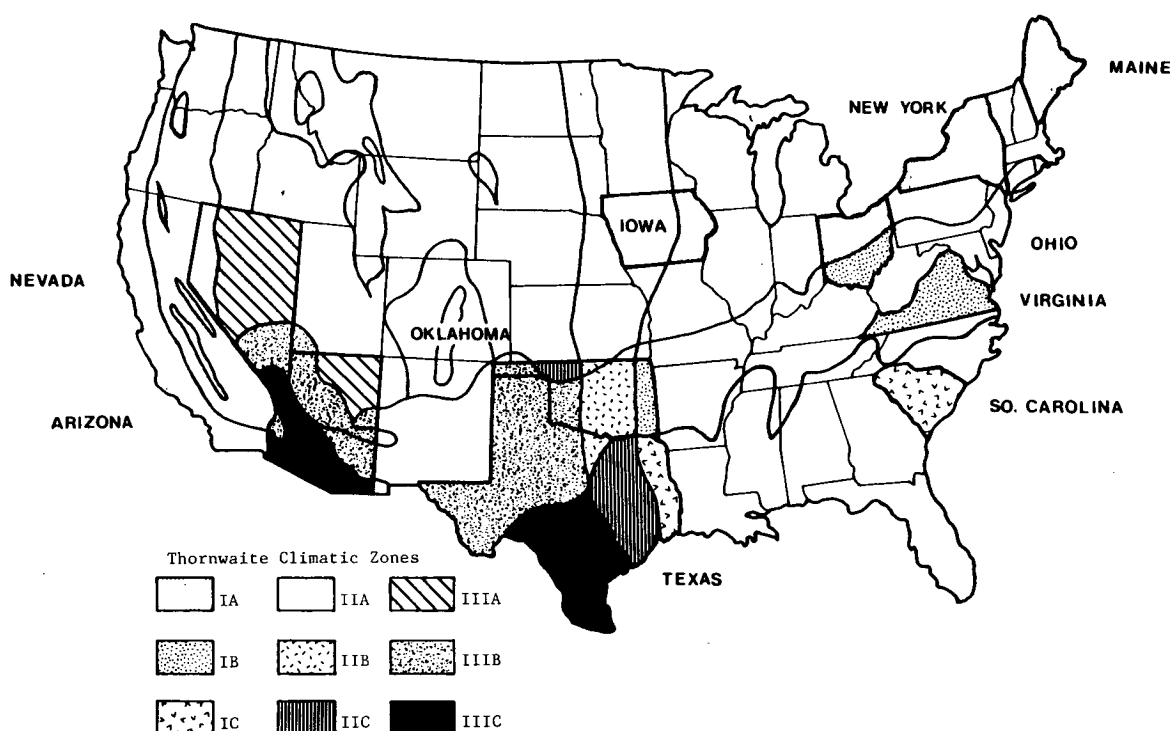 MAINE
NEW YORK
IOWA
OHIO
NEVADA
VIRGINIA
OKLAHOMA
ARIZONA
SO. CAROLINA
Thornwaite Climatic Zones
TEXAS
IA IIA IIIA
IB IIB IIIB
IC IIC IIIC